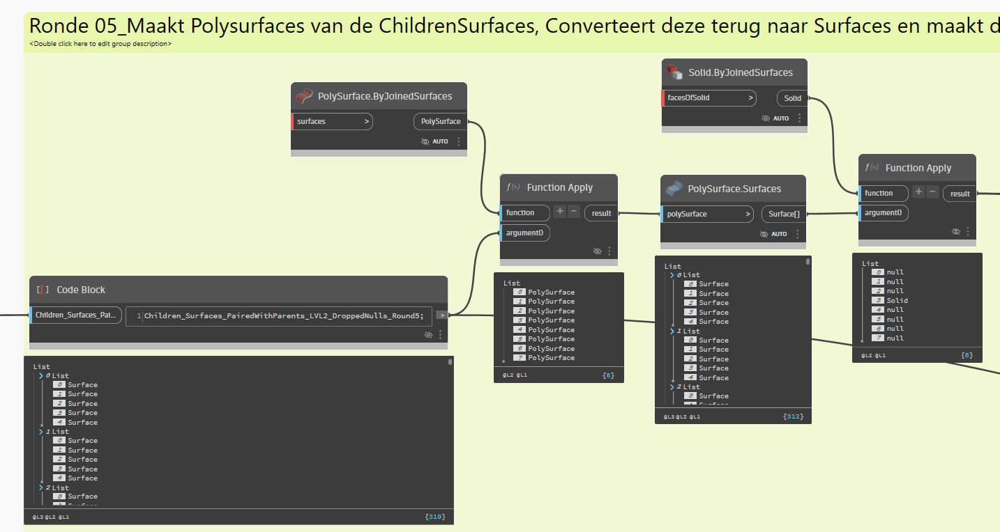 Ronde 05_Maakt Polysurfaces van de ChildrenSurfaces, Converteert deze terug naar Surfaces en maakt d
<Double click here to edit group description>
PolySurface.ByJoinedSurfaces
surfaces >
PolySurface
AUTO
Solid.ByJoinedSurfaces
facesOfSolid >
Solid
AUTO
Function Apply
function + -
result
argument0
PolySurface.Surfaces
polySurface >
Surface[]
AUTO
Function Apply
function + -
result
argument0
[ ] Code Block
Children_Surfaces_Pai...
1 Children_Surfaces_PairedWithParents_LVL2_DroppedNulls_Round5; >
List
0 List
0 Surface
1 Surface
2 Surface
3 Surface
4 Surface
1 List
0 Surface
1 Surface
2 Surface
3 Surface
4 Surface
2 List
0 Surface
@L3 @L2 @L1 {319}
List
0 PolySurface
1 PolySurface
2 PolySurface
3 PolySurface
4 PolySurface
5 PolySurface
6 PolySurface
7 PolySurface
@L2 @L1 {8}
List
0 List
0 Surface
1 Surface
2 Surface
3 Surface
4 Surface
1 List
0 Surface
1 Surface
2 Surface
3 Surface
4 Surface
2 List
0 Surface
1 Surface
@L3 @L2 @L1 {312}
List
0 null
1 null
2 null
3 Solid
4 null
5 null
6 null
7 null
@L2 @L1 {8}